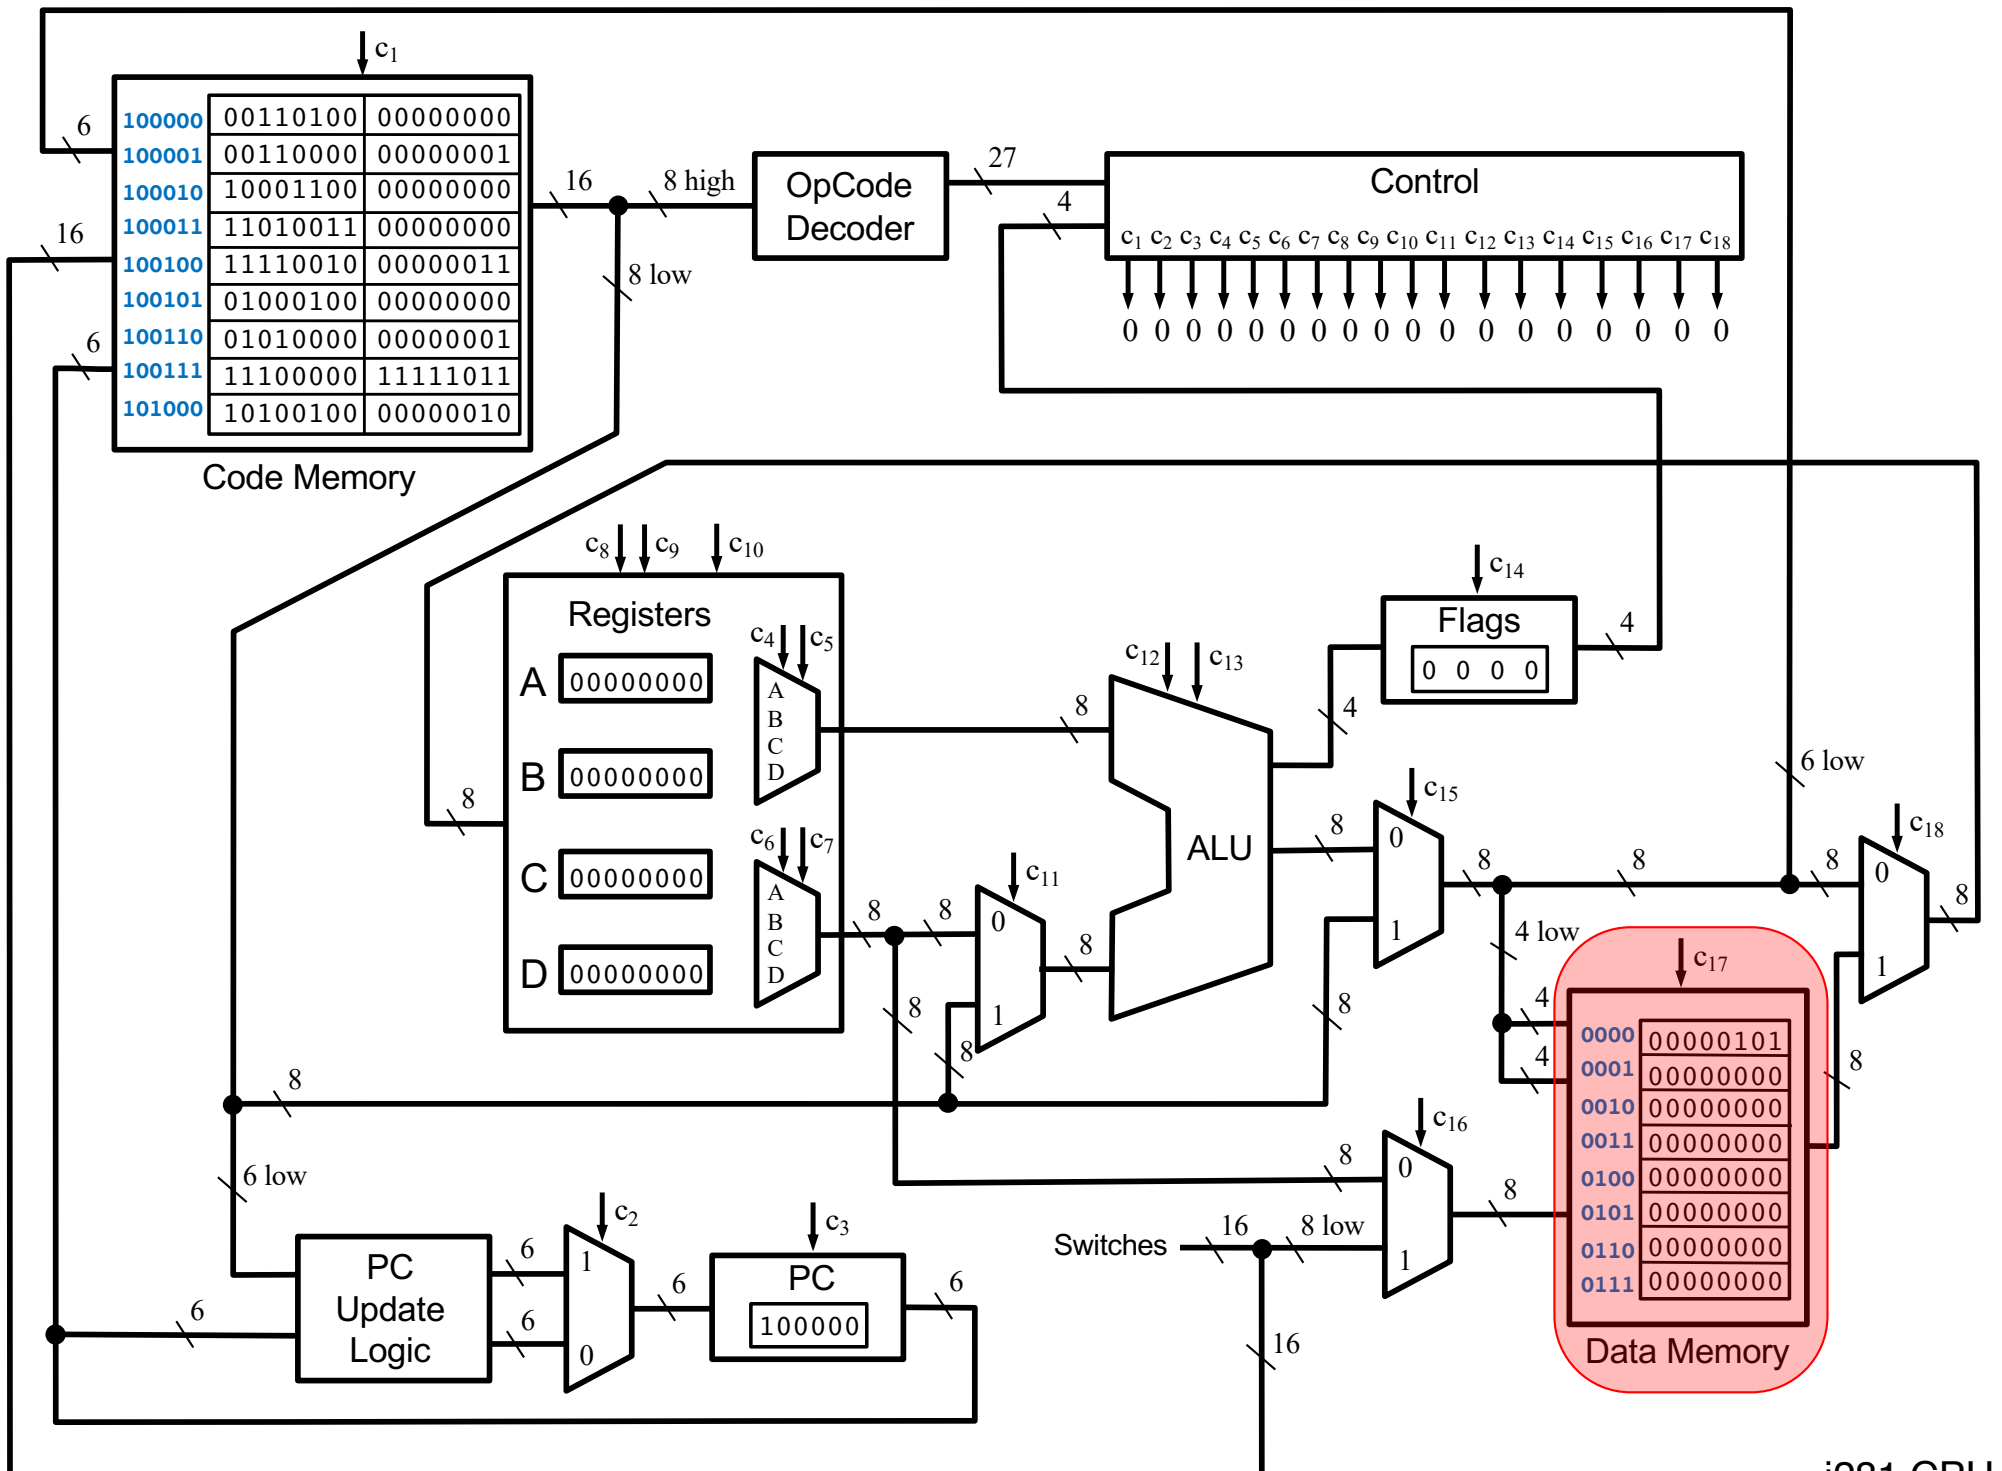 c1
100000 00110100 00000000
100001 00110000 00000001
100010 10001100 00000000
100011 11010011 00000000
100100 11110010 00000011
100101 01000100 00000000
100110 01010000 00000001
100111 11100000 11111011
101000 10100100 00000010
Code Memory
6
16
6
16
8 high
8 low
OpCode
Decoder
27
4
Control
c1 c2 c3 c4 c5 c6 c7 c8 c9 c10 c11 c12 c13 c14 c15 c16 c17 c18
0 0 0 0 0 0 0 0 0 0 0 0 0 0 0 0 0 0
c8 c9 c10
Registers
A 00000000
B 00000000
C 00000000
D 00000000
c4 c5
A
B
C
D
c6 c7
A
B
C
D
8
8
8
8
8
c11
0
1
8
8
8
c12 c13
ALU
c14
Flags
0 0 0 0
4
4
8
c15
0
1
8
8
8
8
6 low
4 low
4
4
c18
0
1
8
c17
0000 00000101
0001 00000000
0010 00000000
0011 00000000
0100 00000000
0101 00000000
0110 00000000
0111 00000000
Data Memory
8
8
6 low
PC
Update
Logic
6
6
6
c2
1
0
6
c3
PC
100000
6
Switches
16
8 low
16
c16
0
1
8
8